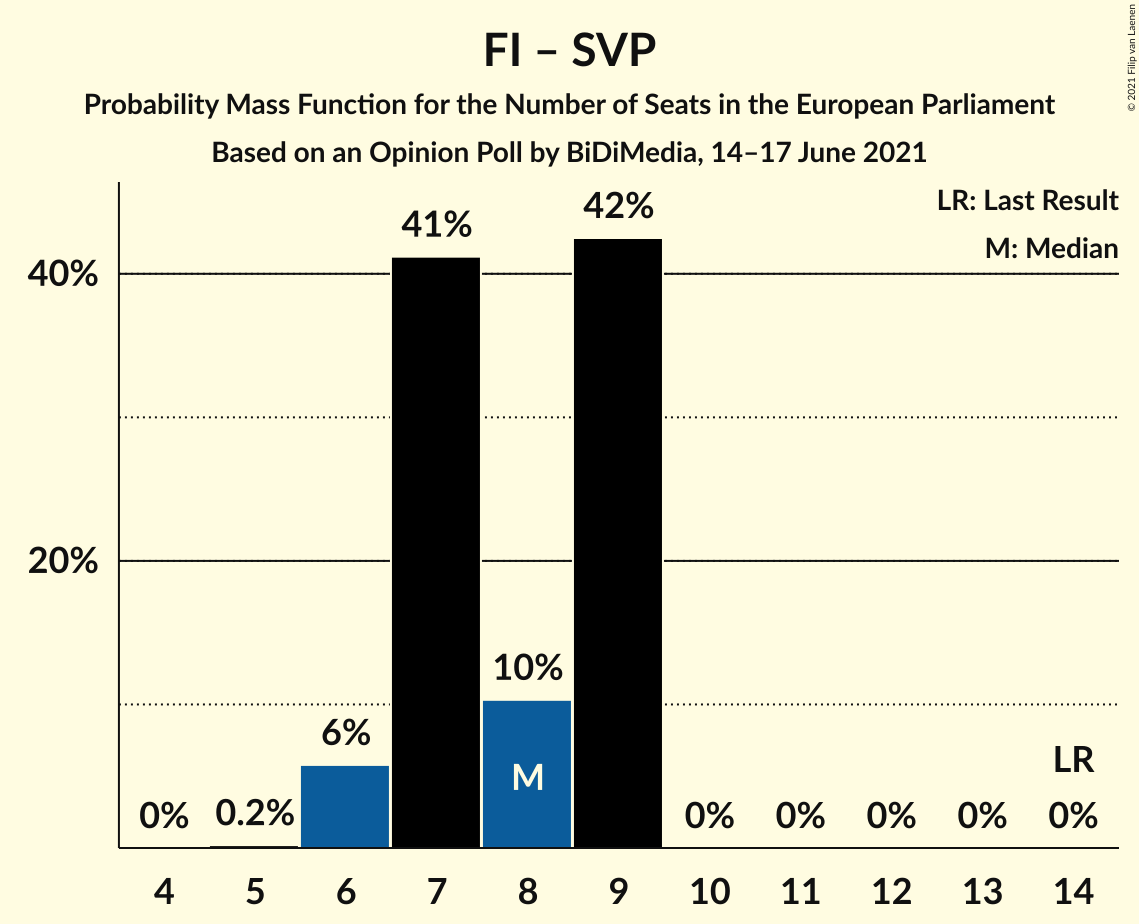 FI – SVP
Probability Mass Function for the Number of Seats in the European Parliament
Based on an Opinion Poll by BiDiMedia, 14–17 June 2021
© 2021 Filip van Laenen
LR: Last Result
M: Median
42%
41%
40%
20%
10%
6%
M
LR
0% 0.2% 0% 0% 0% 0% 0%
4 5 6 7 8 9 10 11 12 13 14